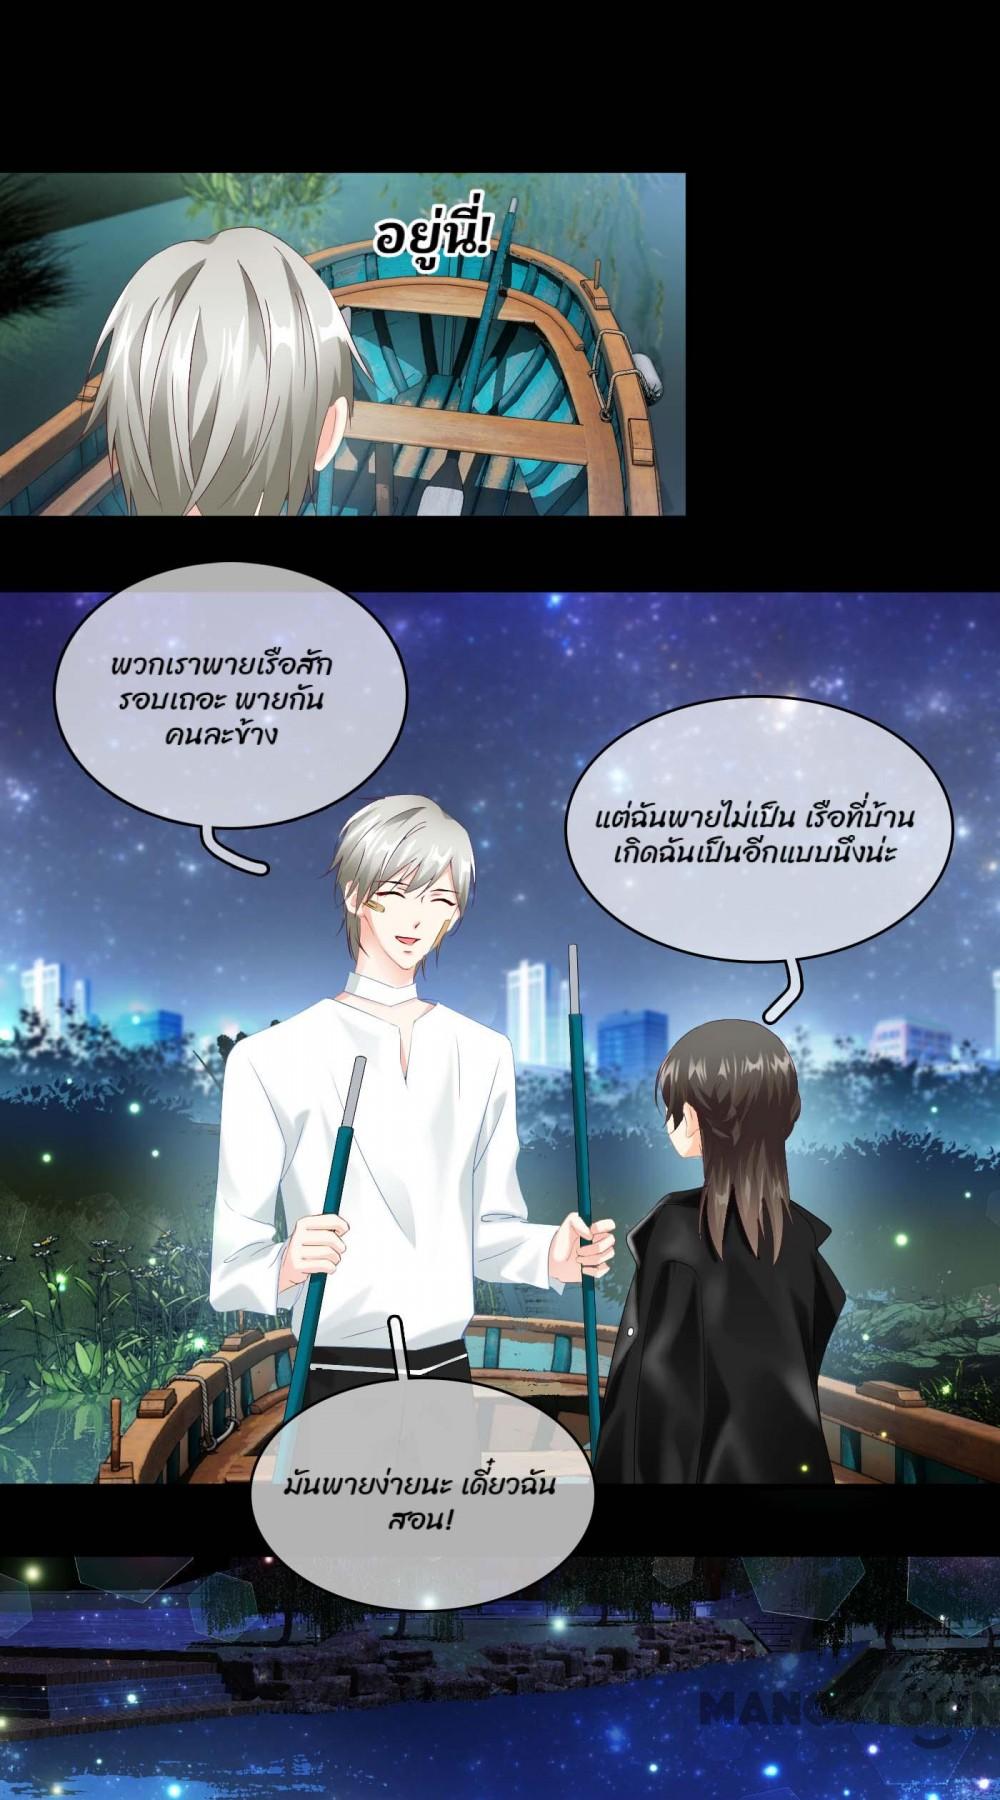 อยู่นี่!
พวกเราพายเรือสัก
รอบเถอะ พายกัน
คนละข้าง
แต่ฉันพายไม่เป็น เรือที่บ้าน
เกิดฉันเป็นอีกแบบนึงน่ะ
มันพายง่ายนะ เดี๋ยวฉัน
สอน!
MANGATOON